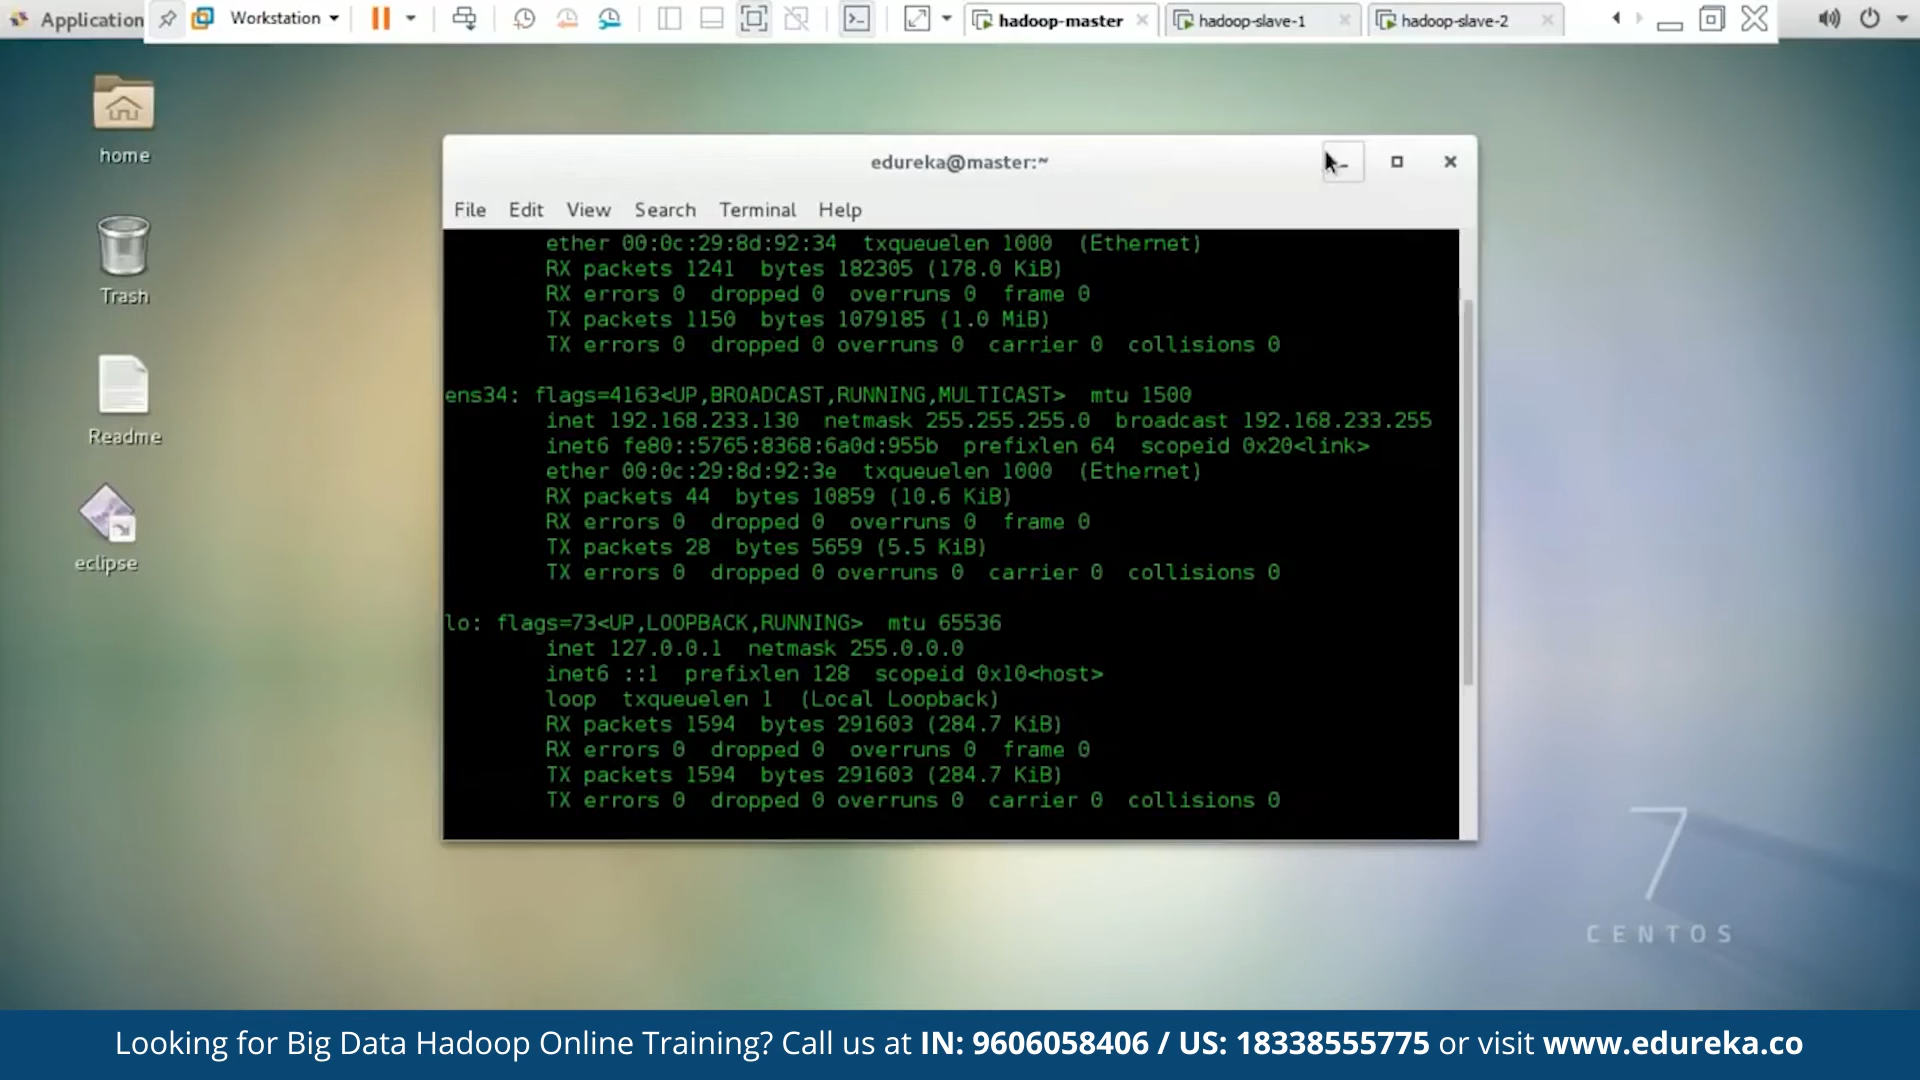 Application
Workstation
hadoop-master
hadoop-slave-1
hadoop-slave-2
home
Trash
Readme
eclipse
edureka@master:~
File Edit View Search Terminal Help
ether 00:0c:29:8d:92:34 txqueuelen 1000 (Ethernet)
RX packets 1241 bytes 182305 (178.0 KiB)
RX errors 0 dropped 0 overruns 0 frame 0
TX packets 1150 bytes 1079185 (1.0 MiB)
TX errors 0 dropped 0 overruns 0 carrier 0 collisions 0
ens34: flags=4163<UP,BROADCAST,RUNNING,MULTICAST> mtu 1500
inet 192.168.233.130 netmask 255.255.255.0 broadcast 192.168.233.255
inet6 fe80::5765:8368:6a0d:955b prefixlen 64 scopeid 0x20<link>
ether 00:0c:29:8d:92:3e txqueuelen 1000 (Ethernet)
RX packets 44 bytes 10859 (10.6 KiB)
RX errors 0 dropped 0 overruns 0 frame 0
TX packets 28 bytes 5659 (5.5 KiB)
TX errors 0 dropped 0 overruns 0 carrier 0 collisions 0
lo: flags=73<UP,LOOPBACK,RUNNING> mtu 65536
inet 127.0.0.1 netmask 255.0.0.0
inet6 ::1 prefixlen 128 scopeid 0x10<host>
loop txqueuelen 1 (Local Loopback)
RX packets 1594 bytes 291603 (284.7 KiB)
RX errors 0 dropped 0 overruns 0 frame 0
TX packets 1594 bytes 291603 (284.7 KiB)
TX errors 0 dropped 0 overruns 0 carrier 0 collisions 0
7
CENTOS
Looking for Big Data Hadoop Online Training? Call us at IN: 9606058406 / US: 18338555775 or visit www.edureka.co